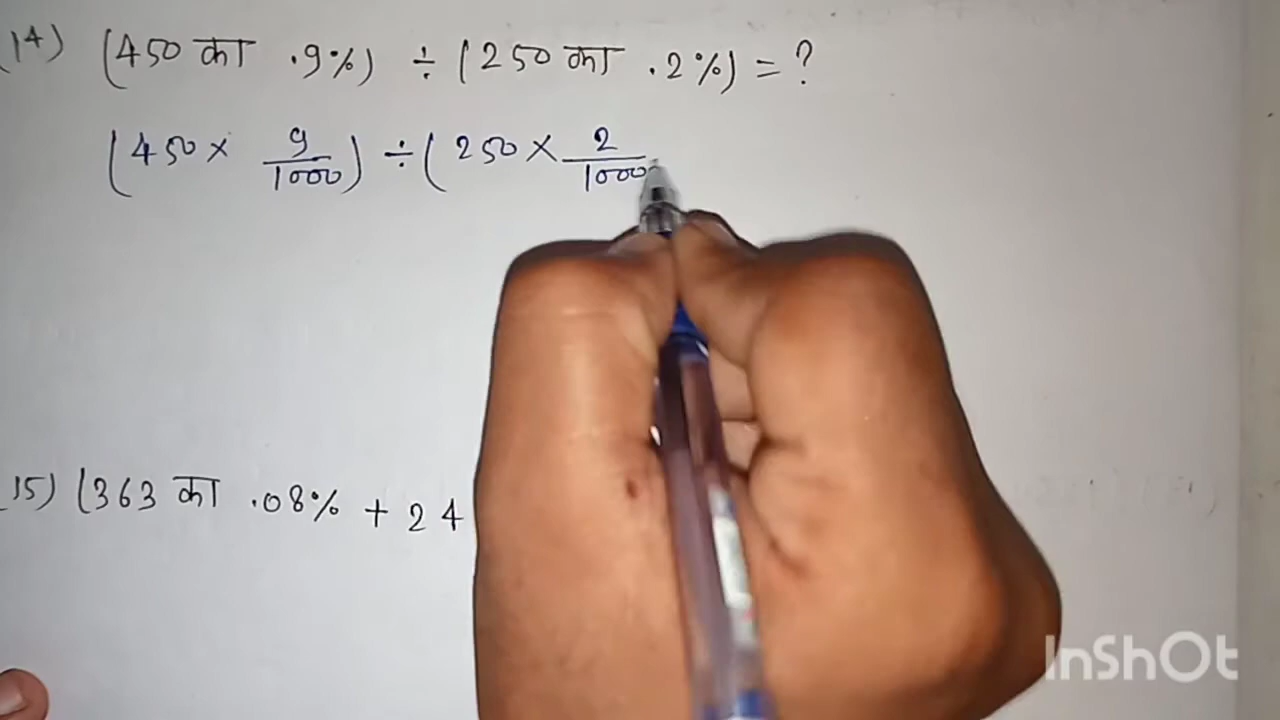 14) (450 का .9%) ÷ (250 का .2%) = ?
(450 × 9/1000) ÷ (250 × 2/1000
15) (363 का .08% + 24
InShOt